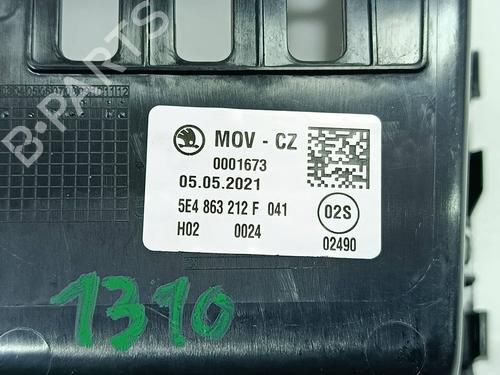 B-PARTS
MOV - CZ
0001673
05.05.2021
5E4 863 212 F 041
02S
H02 0024 02490
1310